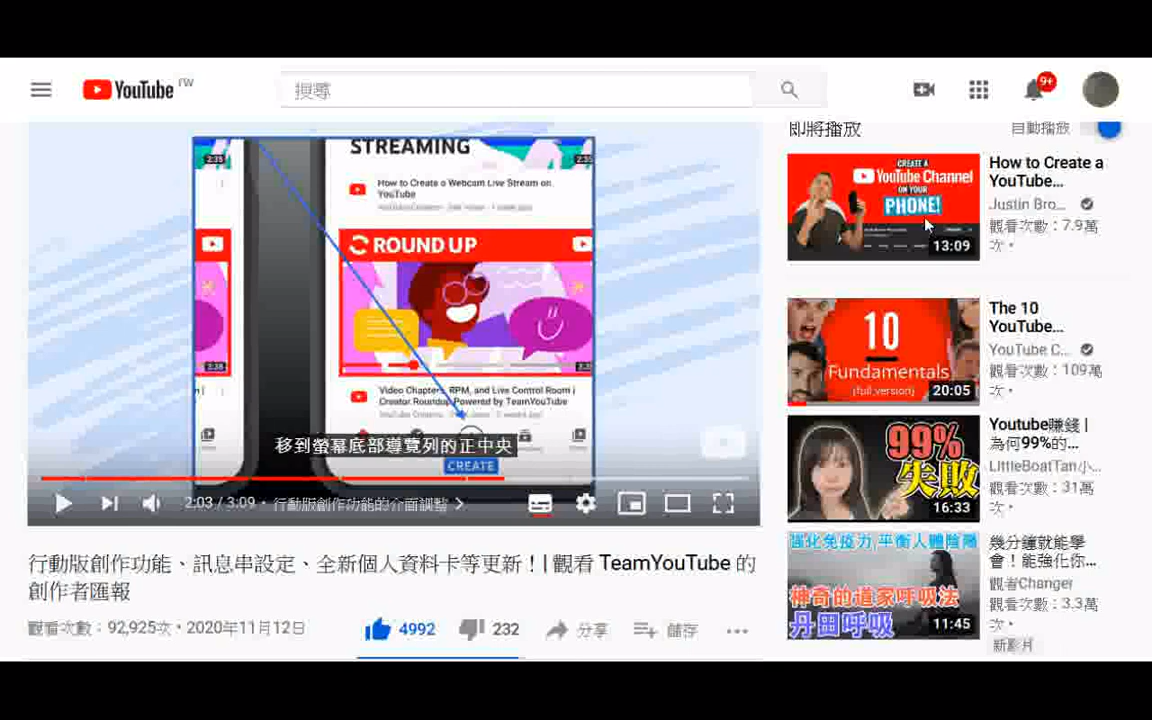 YouTube TW
搜尋
9+
STREAMING
2:35
2:35
How to Create a Webcam Live Stream on
YouTube
ROUND UP
2:35
Video Chapters, RPM, and Live Control Room |
Creator Roundup Powered by TeamYouTube
移到螢幕底部導覽列的正中央
CREATE
2:03 / 3:09 • 行動版創作功能的介面調整
行動版創作功能、訊息串設定、全新個人資料卡等更新！| 觀看 TeamYouTube 的
創作者匯報
觀看次數：92,925次 • 2020年11月12日
4992
232
分享
儲存
即將播放
自動播放
CREATE A
YouTube Channel
ON YOUR
PHONE!
13:09
How to Create a
YouTube...
Justin Bro...
觀看次數：7.9萬
次 •
10
Fundamentals
(full version)
20:05
The 10
YouTube...
YouTube C...
觀看次數：109萬
次 •
99%
失敗
16:33
Youtube賺錢 |
為何99%的...
LittleBoatTan小...
觀看次數：31萬
次 •
強化免疫力,平衡人體陰陽
神奇的道家呼吸法
丹田呼吸
11:45
幾分鐘就能學
會！能強化你...
觀者Changer
觀看次數：3.3萬
次 •
新影片